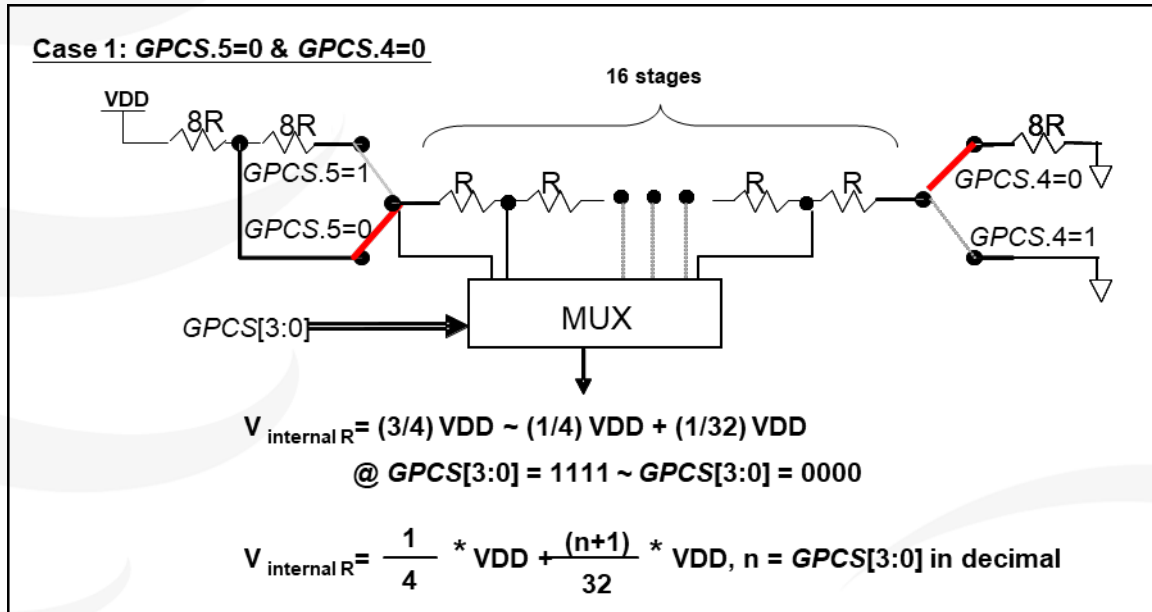 Case 1: GPCS.5=0 & GPCS.4=0
16 stages
VDD
8R
8R
8R
GPCS.5=1
GPCS.4=0
R
R
R
R
GPCS.5=0
GPCS.4=1
MUX
GPCS[3:0]
V internal R= (3/4) VDD ~ (1/4) VDD + (1/32) VDD
@ GPCS[3:0] = 1111 ~ GPCS[3:0] = 0000
V internal R= 1/4 * VDD + (n+1)/32 * VDD, n = GPCS[3:0] in decimal